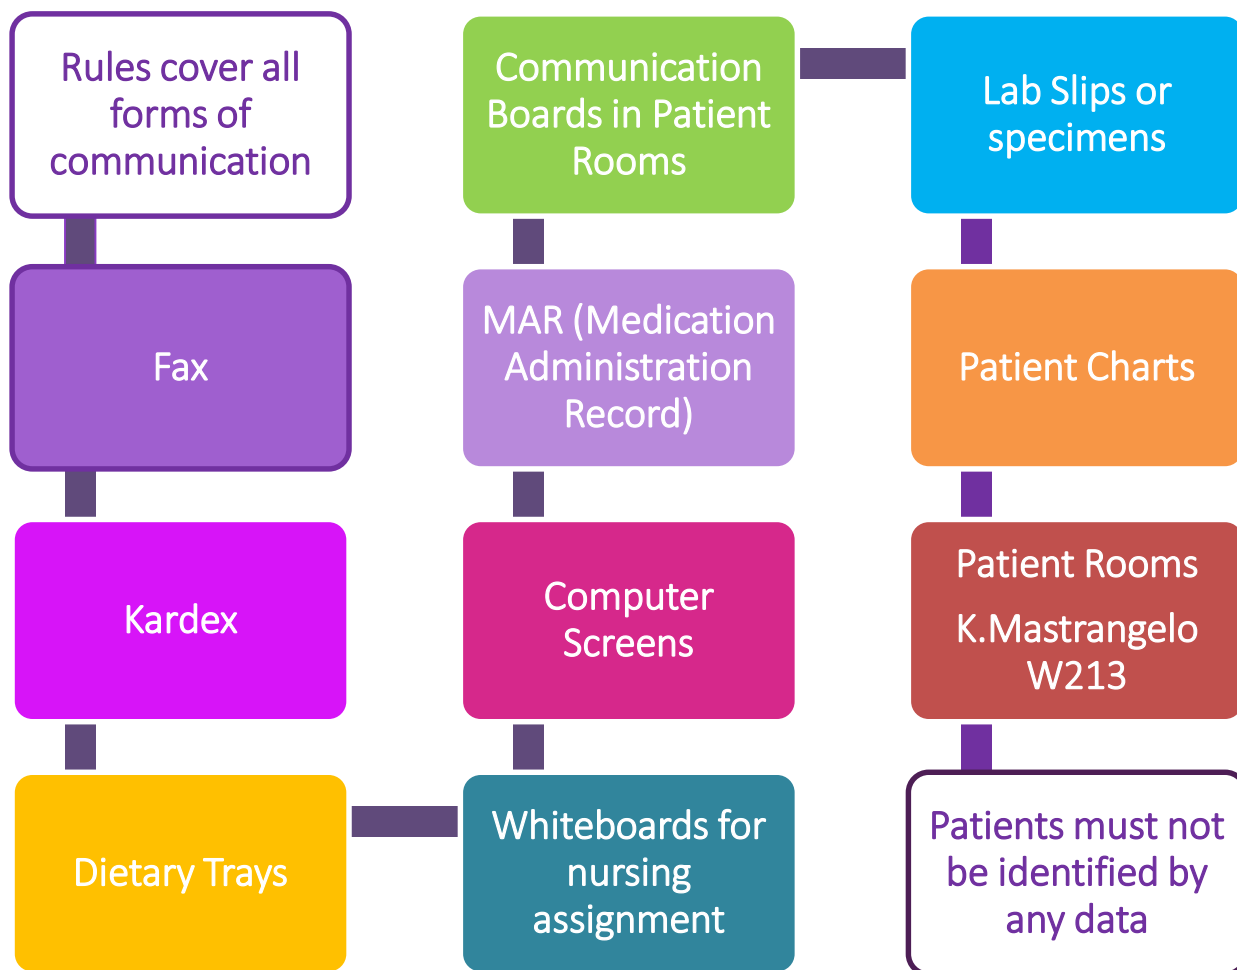 Rules cover all
forms of
communication
Fax
Kardex
Dietary Trays
Whiteboards for
nursing
assignment
Computer
Screens
MAR (Medication
Administration
Record)
Communication
Boards in Patient
Rooms
Lab Slips or
specimens
Patient Charts
Patient Rooms
K.Mastrangelo
W213
Patients must not
be identified by
any data